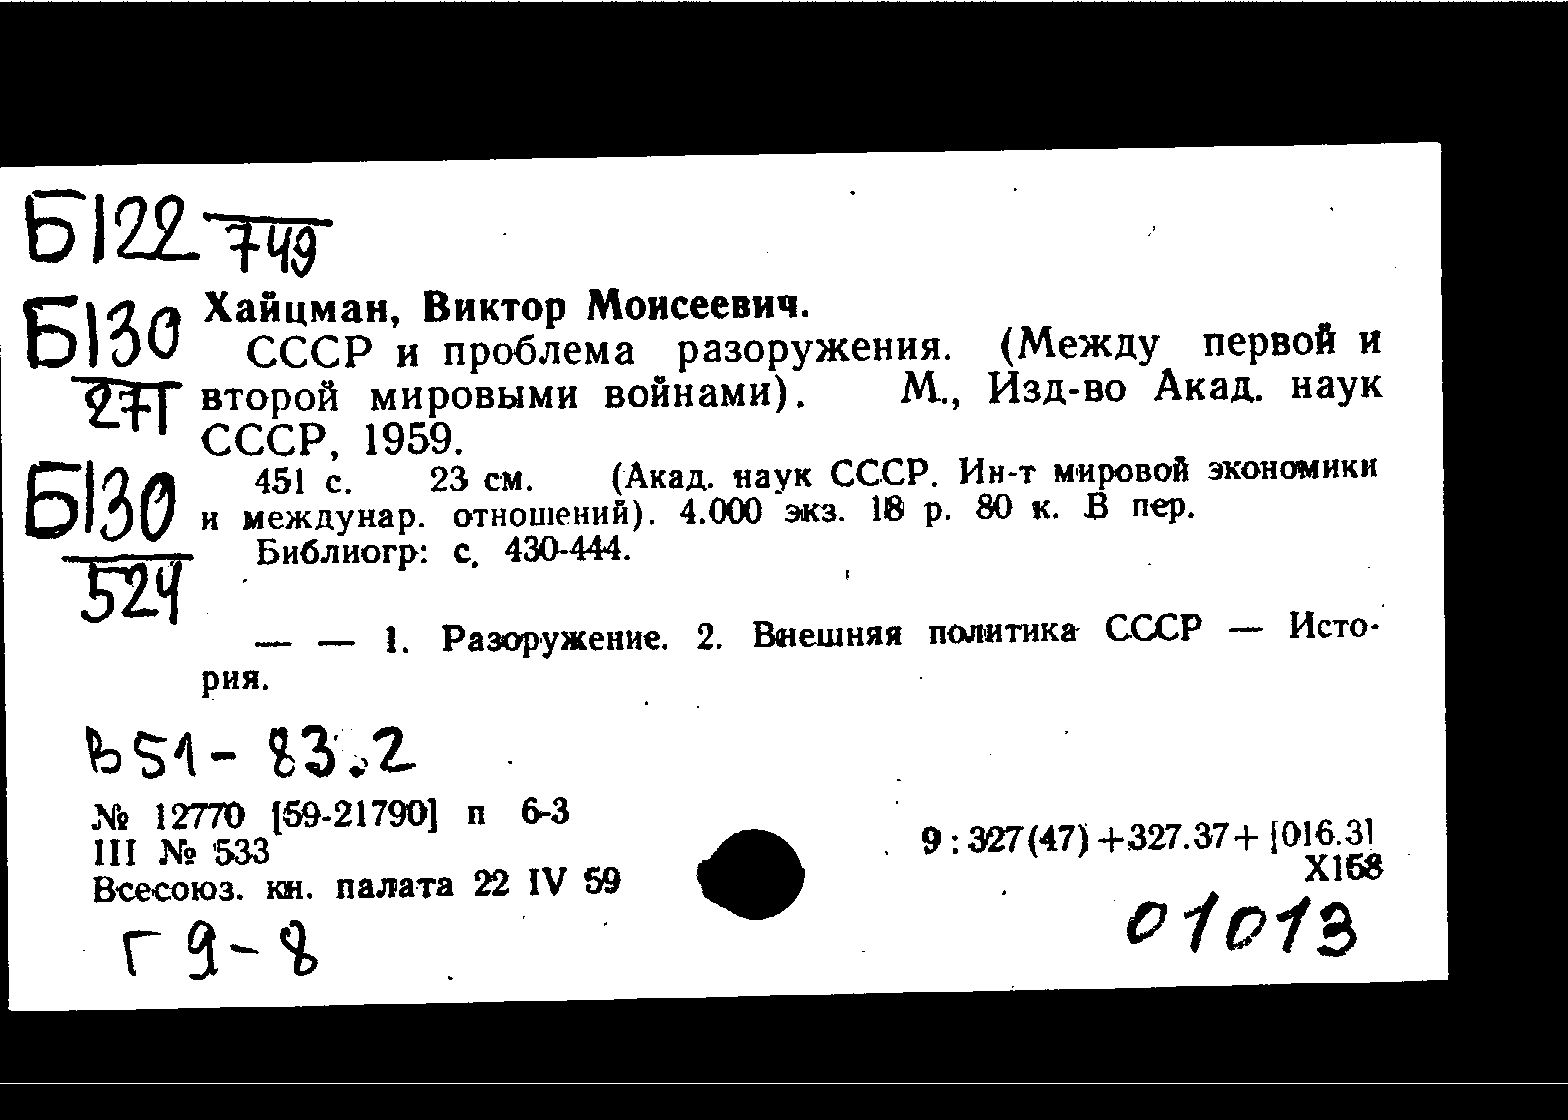 Б122
749
Б130
271
Б130
524
Хайцман, Виктор Моисеевич.
СССР и проблема разоружения. (Между первой и
второй мировыми войнами). М., Изд-во Акад. наук
СССР, 1959.
451 с. 23 см. (Акад. наук СССР. Ин-т мировой экономики
и междунар. отношений). 4.000 экз. 18 р. 80 к. В пер.
Библиогр: с. 430-444.
— — 1. Разоружение. 2. Внешняя политика СССР — Исто-
рия.
В51-83.2
№ 12770 [59-21790] п 6-3
III № 533
Всесоюз. кн. палата 22 IV 59
9 : 327(47) +327.37+ [016.3]
Х168
Г9-8
01013